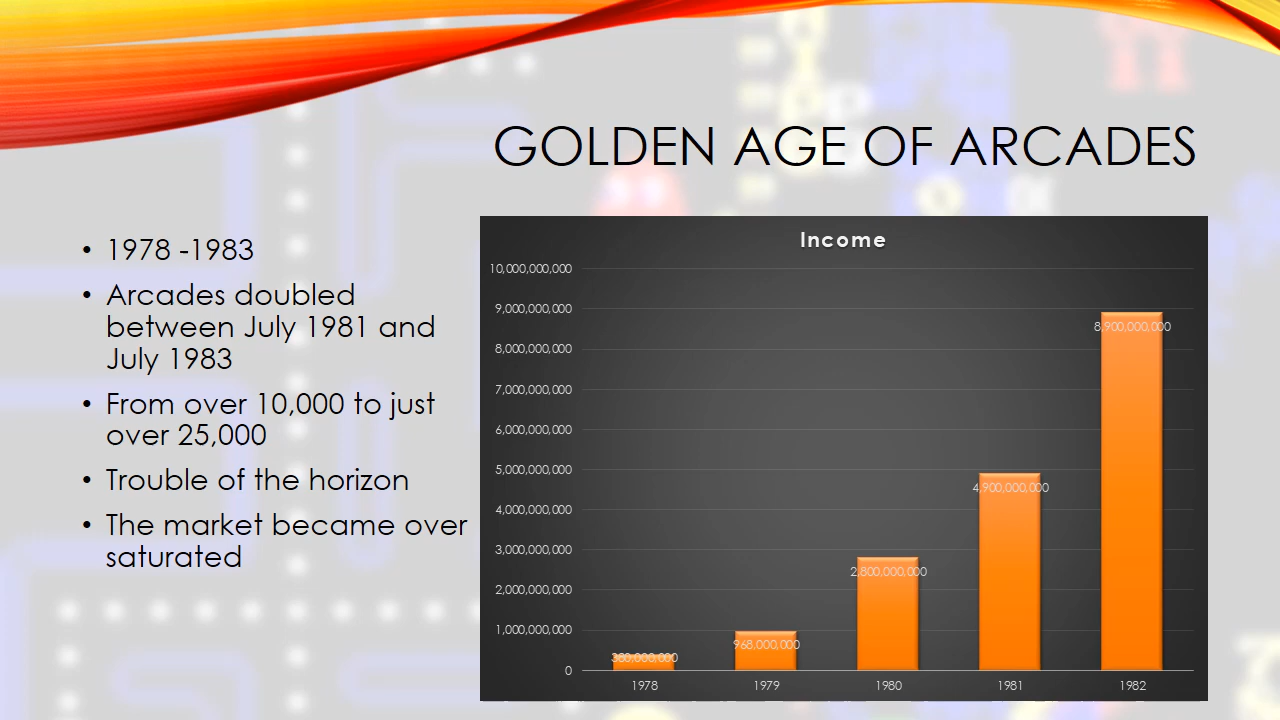 GOLDEN AGE OF ARCADES
• 1978 -1983
• Arcades doubled
between July 1981 and
July 1983
• From over 10,000 to just
over 25,000
• Trouble of the horizon
• The market became over
saturated
Income
10,000,000,000
9,000,000,000
8,000,000,000
7,000,000,000
6,000,000,000
5,000,000,000
4,000,000,000
3,000,000,000
2,000,000,000
1,000,000,000
0
380,000,000
968,000,000
2,800,000,000
4,900,000,000
8,900,000,000
1978 1979 1980 1981 1982